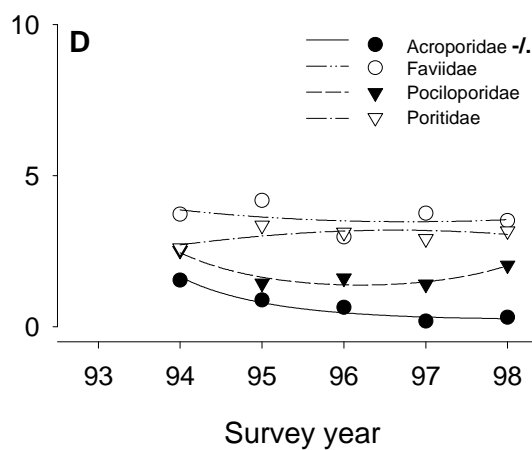 10
D
Acroporidae -/.
Faviidae
Pociloporidae
Poritidae
5
0
93 94 95 96 97 98
Survey year